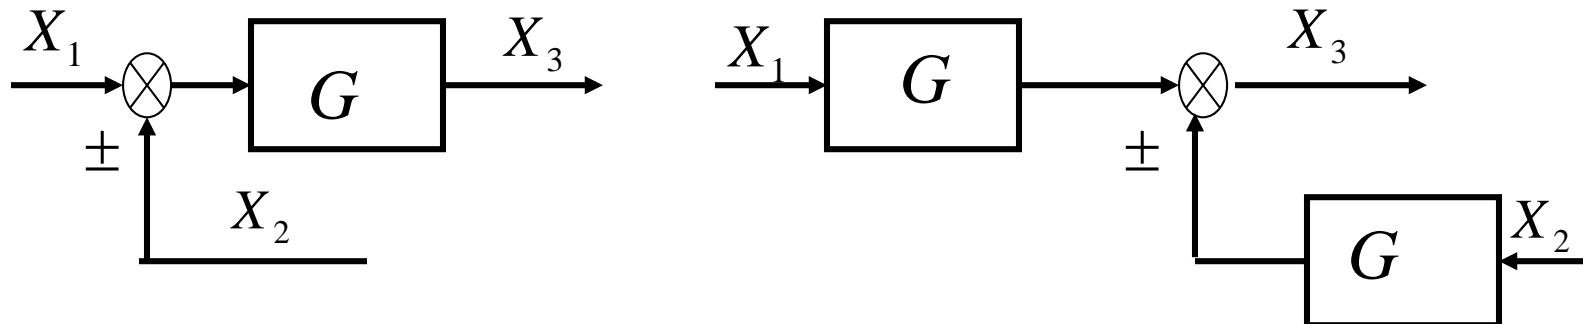 X₁ G X₃
± X₂
X₁ G X₃
± G X₂